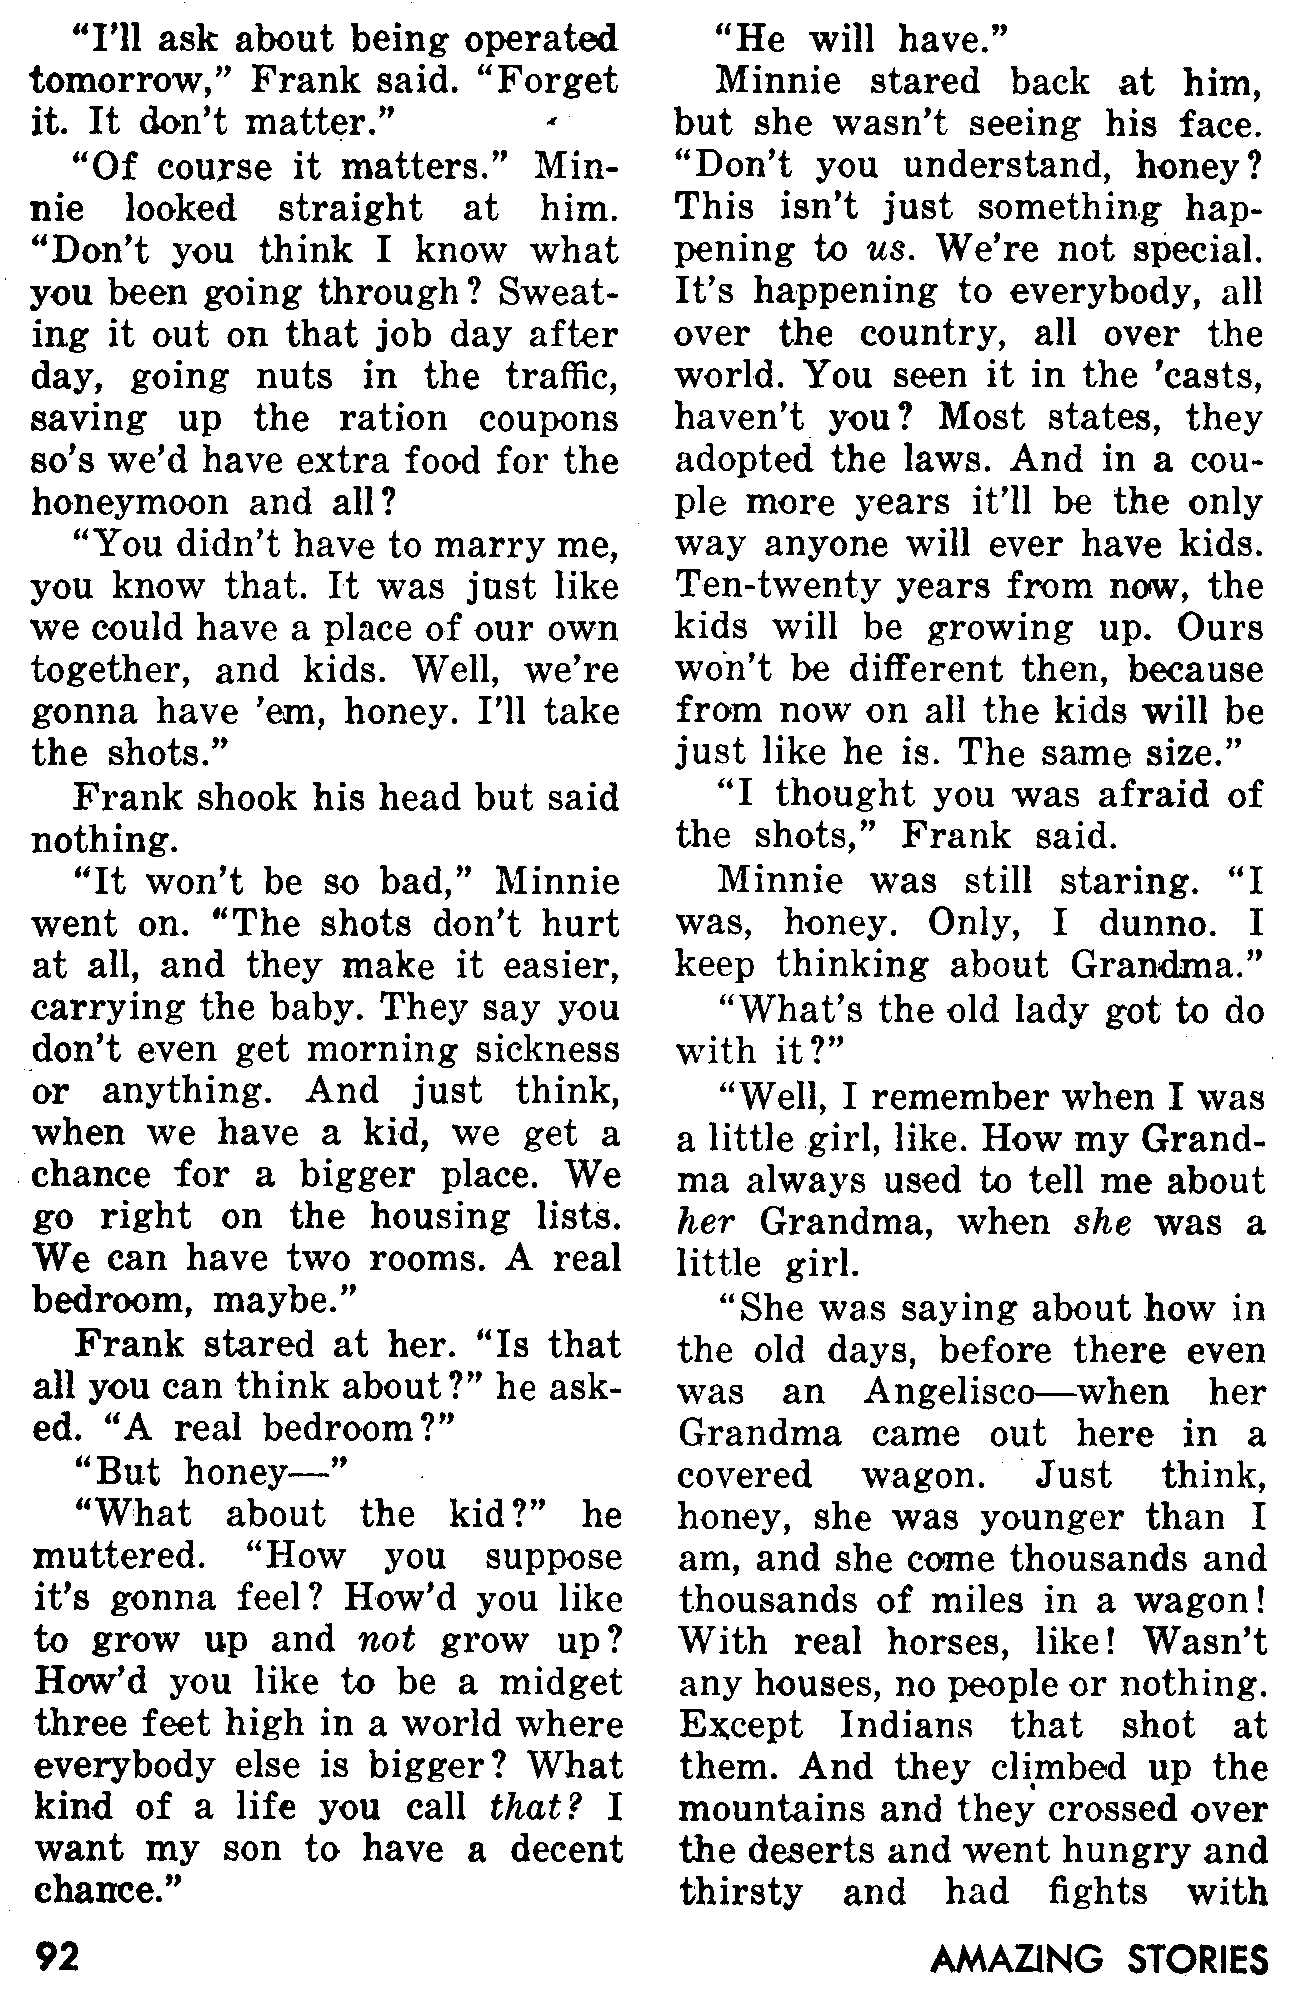 “I'll ask about being operated
tomorrow,” Frank said. “Forget
it. It don't matter.”
“Of course it matters.” Min-
nie looked straight at him.
“Don't you think I know what
you been going through? Sweat-
ing it out on that job day after
day, going nuts in the traffic,
saving up the ration coupons
so's we'd have extra food for the
honeymoon and all?
“You didn't have to marry me,
you know that. It was just like
we could have a place of our own
together, and kids. Well, we're
gonna have 'em, honey. I'll take
the shots.”
Frank shook his head but said
nothing.
“It won't be so bad,” Minnie
went on. “The shots don't hurt
at all, and they make it easier,
carrying the baby. They say you
don't even get morning sickness
or anything. And just think,
when we have a kid, we get a
chance for a bigger place. We
go right on the housing lists.
We can have two rooms. A real
bedroom, maybe.”
Frank stared at her. “Is that
all you can think about?” he ask-
ed. “A real bedroom?”
“But honey—”
“What about the kid?” he
muttered. “How you suppose
it's gonna feel? How'd you like
to grow up and not grow up?
How'd you like to be a midget
three feet high in a world where
everybody else is bigger? What
kind of a life you call that? I
want my son to have a decent
chance.”
“He will have.”
Minnie stared back at him,
but she wasn't seeing his face.
“Don't you understand, honey?
This isn't just something hap-
pening to us. We're not special.
It's happening to everybody, all
over the country, all over the
world. You seen it in the 'casts,
haven't you? Most states, they
adopted the laws. And in a cou-
ple more years it'll be the only
way anyone will ever have kids.
Ten-twenty years from now, the
kids will be growing up. Ours
won't be different then, because
from now on all the kids will be
just like he is. The same size.”
“I thought you was afraid of
the shots,” Frank said.
Minnie was still staring. “I
was, honey. Only, I dunno. I
keep thinking about Grandma.”
“What's the old lady got to do
with it?”
“Well, I remember when I was
a little girl, like. How my Grand-
ma always used to tell me about
her Grandma, when she was a
little girl.
“She was saying about how in
the old days, before there even
was an Angelisco—when her
Grandma came out here in a
covered wagon. Just think,
honey, she was younger than I
am, and she come thousands and
thousands of miles in a wagon!
With real horses, like! Wasn't
any houses, no people or nothing.
Except Indians that shot at
them. And they climbed up the
mountains and they crossed over
the deserts and went hungry and
thirsty and had fights with
92
AMAZING STORIES